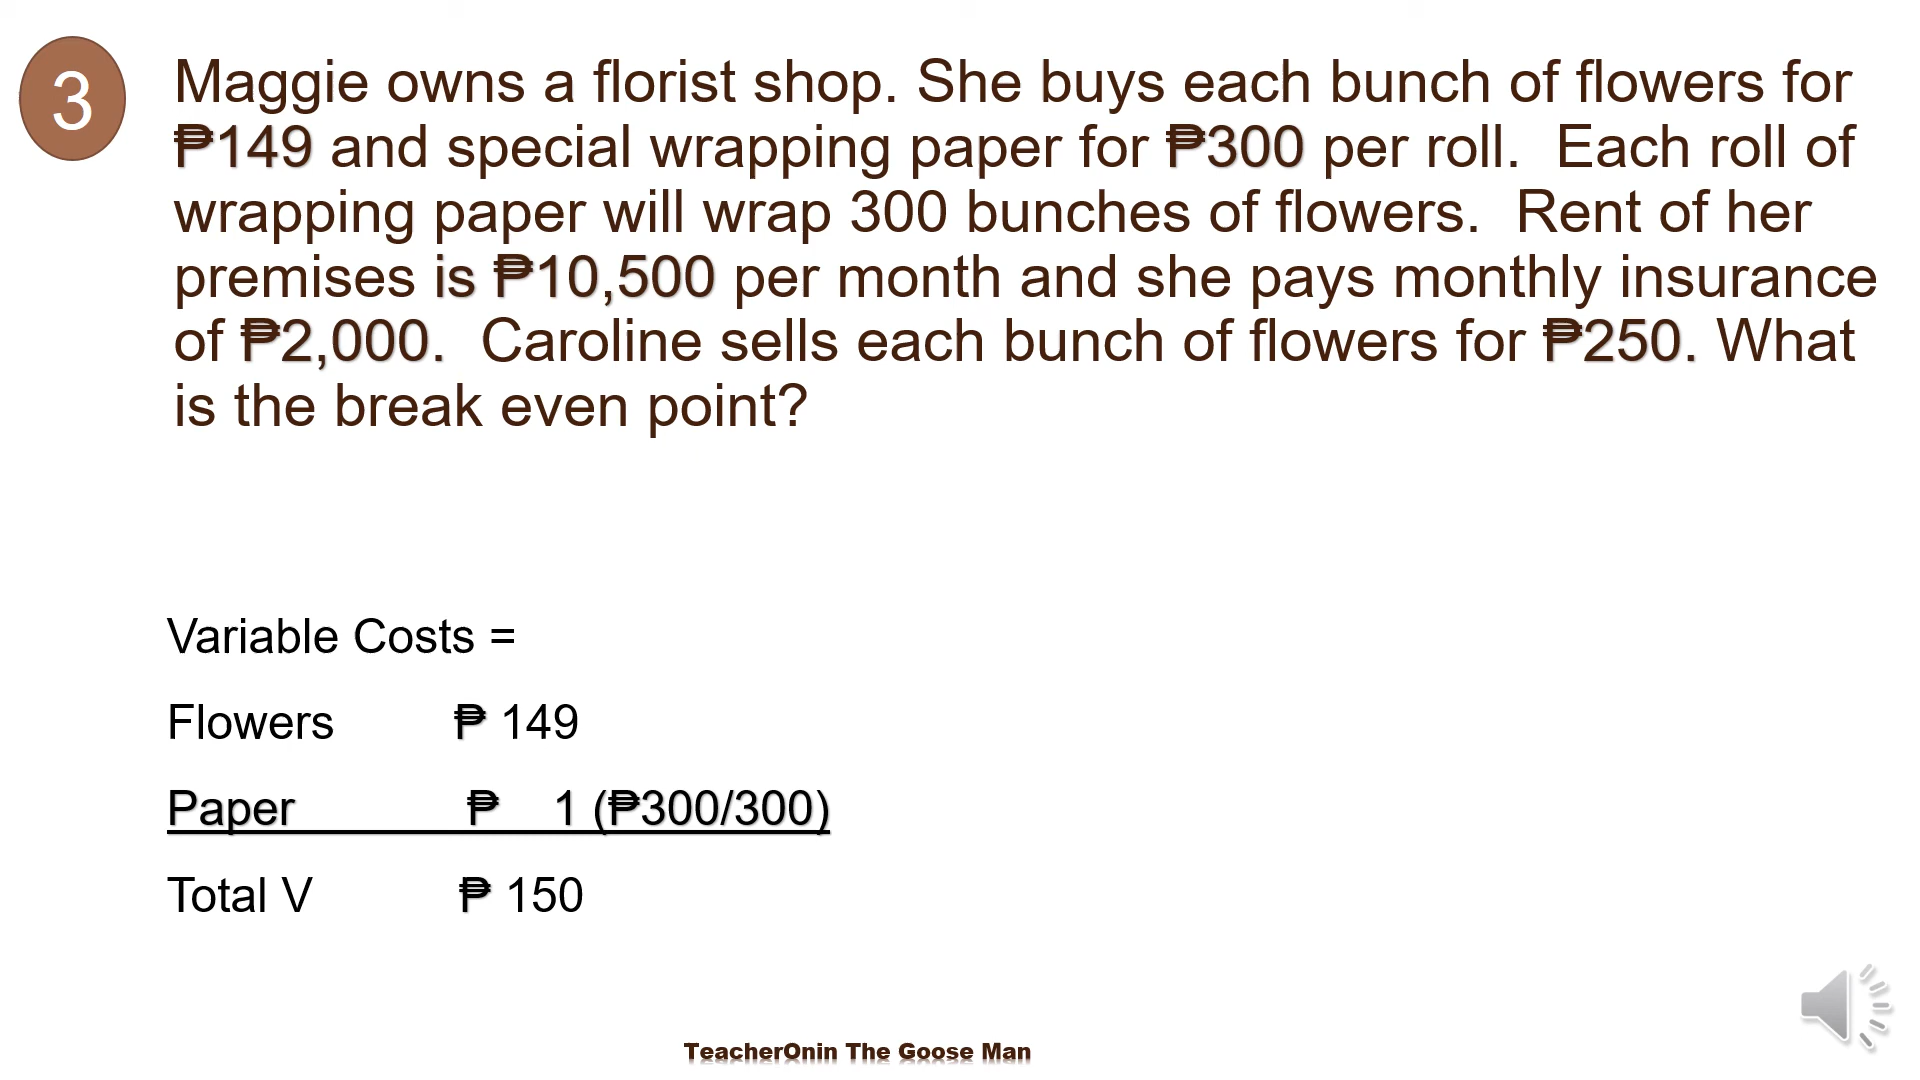 3
Maggie owns a florist shop. She buys each bunch of flowers for
₱149 and special wrapping paper for ₱300 per roll. Each roll of
wrapping paper will wrap 300 bunches of flowers. Rent of her
premises is ₱10,500 per month and she pays monthly insurance
of ₱2,000. Caroline sells each bunch of flowers for ₱250. What
is the break even point?
Variable Costs =
Flowers ₱ 149
Paper ₱ 1 (₱300/300)
Total V ₱ 150
TeacherOnin The Goose Man